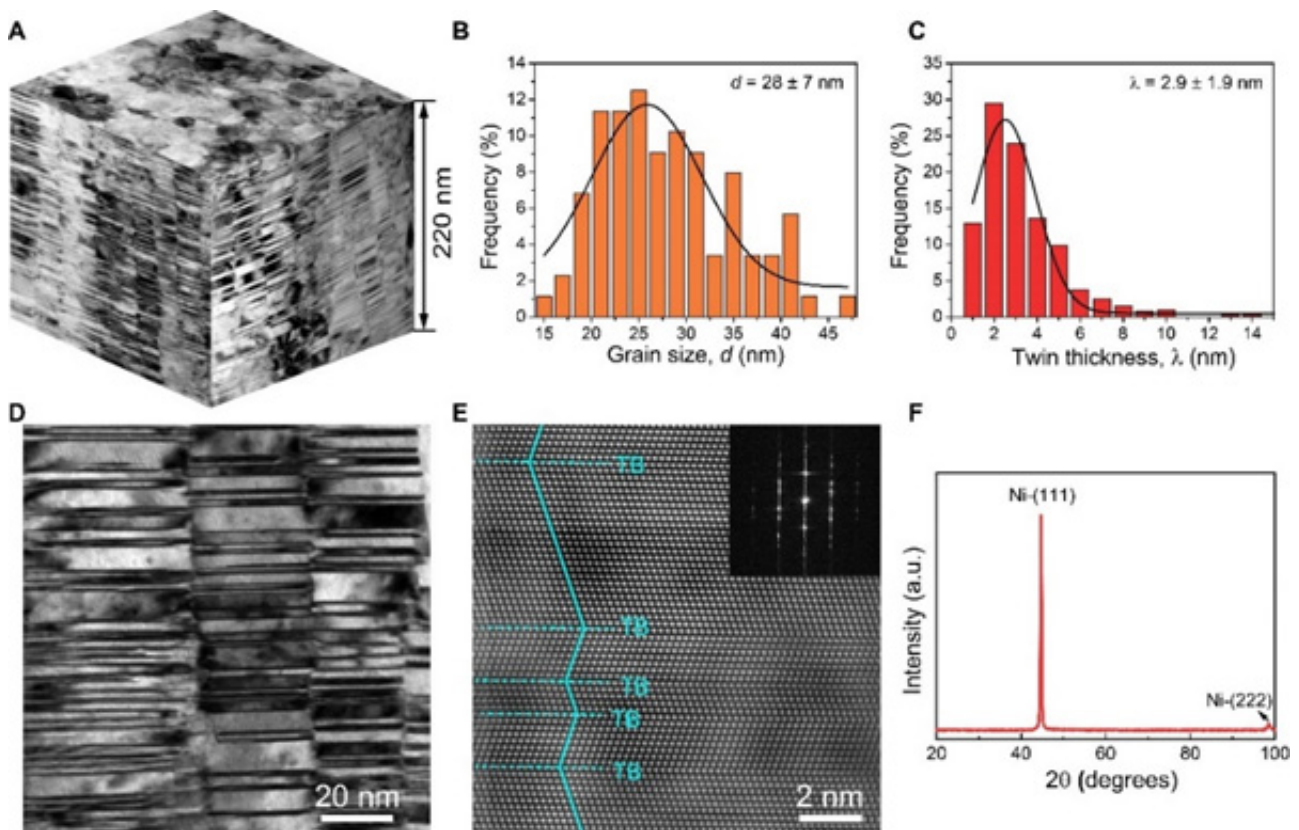 A
220 nm
B
d = 28 ± 7 nm
Frequency (%)
14
12
10
8
6
4
2
0
15 20 25 30 35 40 45
Grain size, d (nm)
C
λ = 2.9 ± 1.9 nm
Frequency (%)
35
30
25
20
15
10
5
0
0 2 4 6 8 10 12 14
Twin thickness, λ (nm)
D
20 nm
E
TB
TB
TB
TB
TB
2 nm
F
Ni-(111)
Ni-(222)
Intensity (a.u.)
20 40 60 80 100
2θ (degrees)